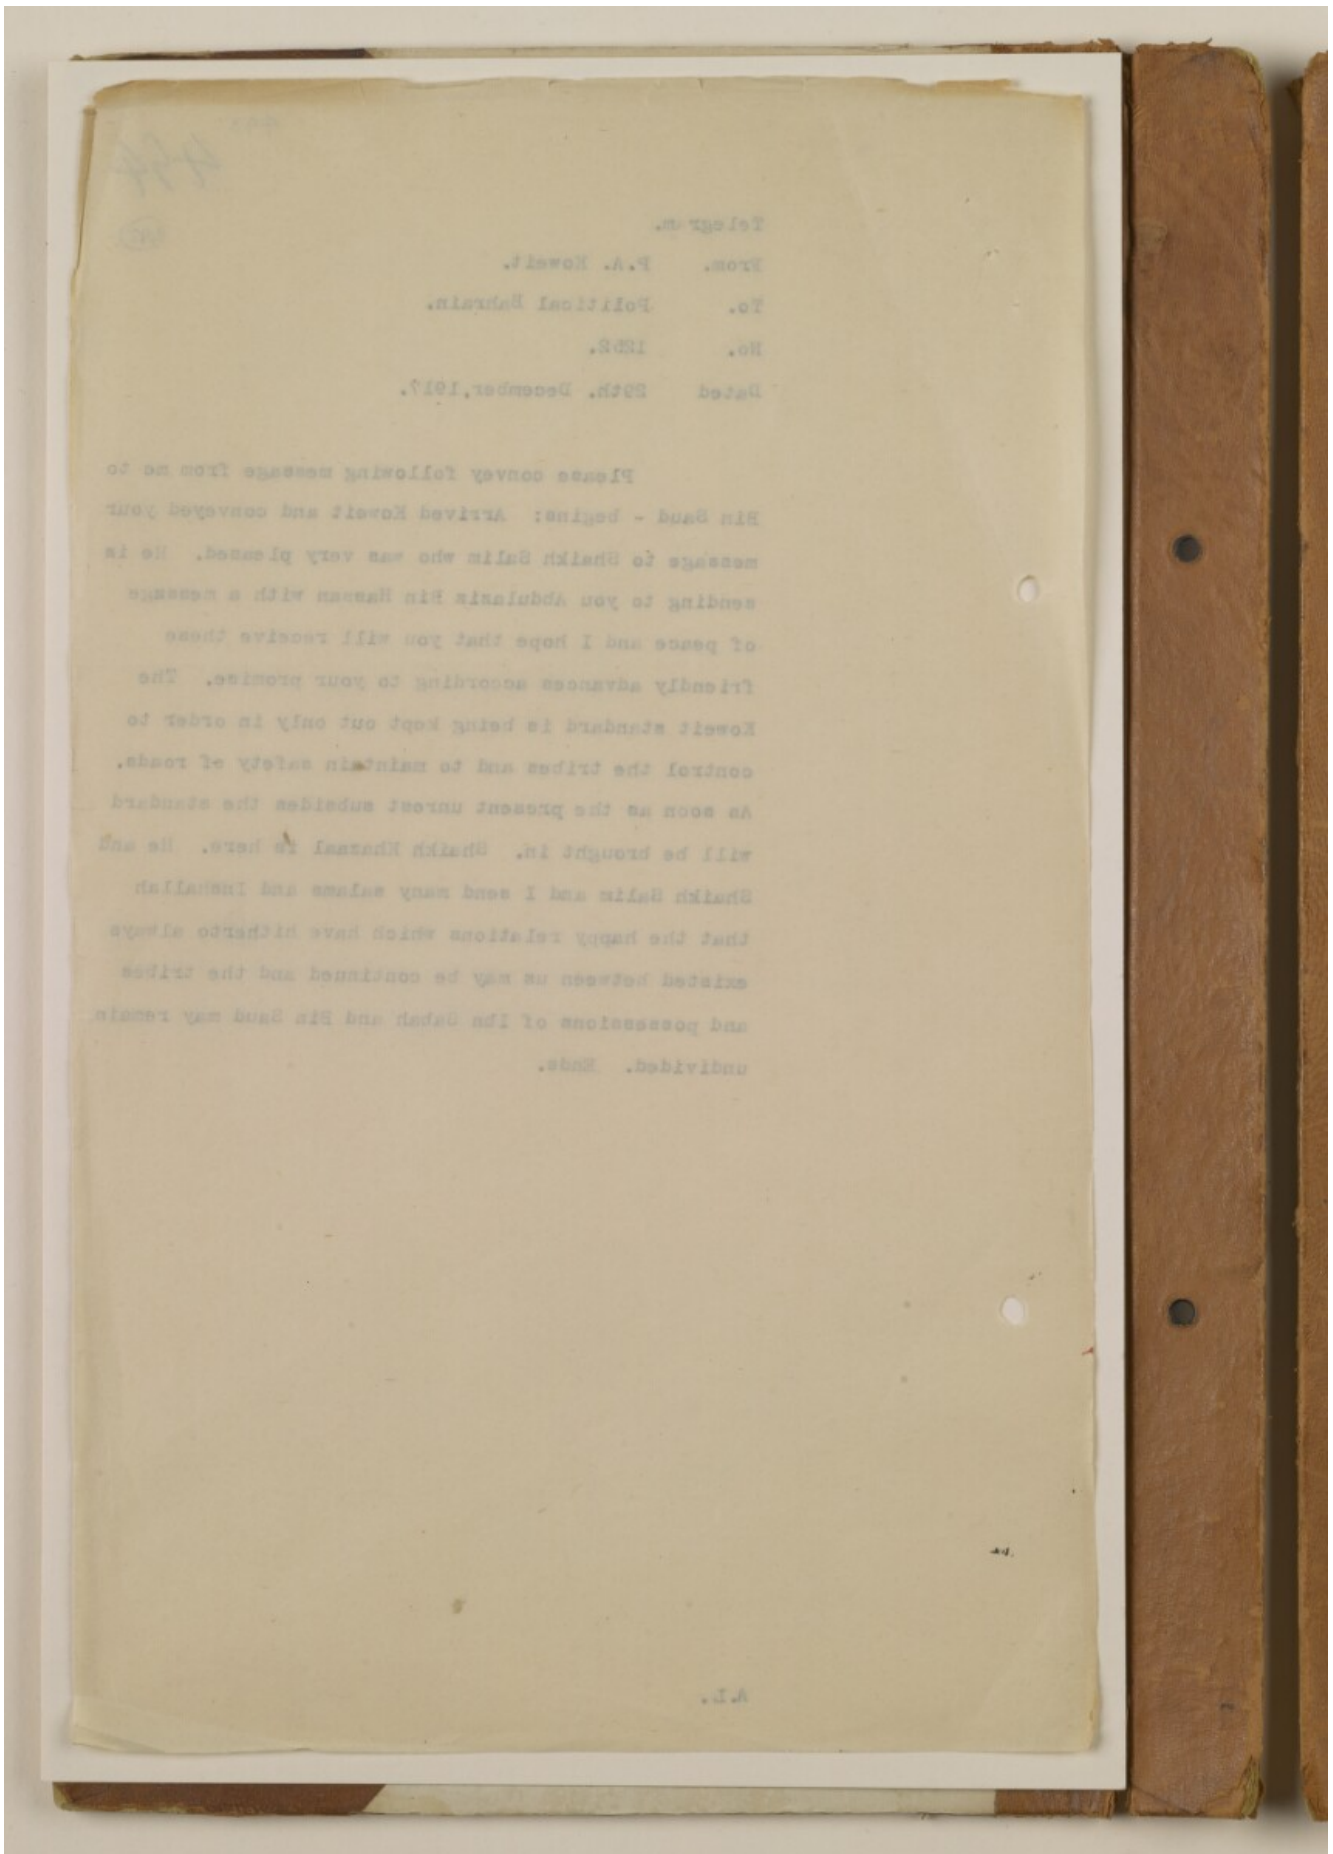 Telegram.
From. P.A. Koweit.
To. Political Bahrain.
No. 1252.
Dated 29th. December,1917.
Please convey following message from me to
Bin Saud - begins: Arrived Koweit and conveyed your
message to Shaikh Salim who was very pleased. He is
sending to you Abdulaziz Bin Hassan with a message
of peace and I hope that you will receive these
friendly advances according to your promise. The
Koweit standard is being kept out only in order to
control the tribes and to maintain safety of roads.
As soon as the present unrest subsides the standard
will be brought in. Shaikh Khazaal is here. He and
Shaikh Salim and I send many salams and Inshallah
that the happy relations which have hitherto always
existed between us may be continued and the tribes
and possessions of Ibn Sabah and Bin Saud may remain
undivided. Ends.
A.L.